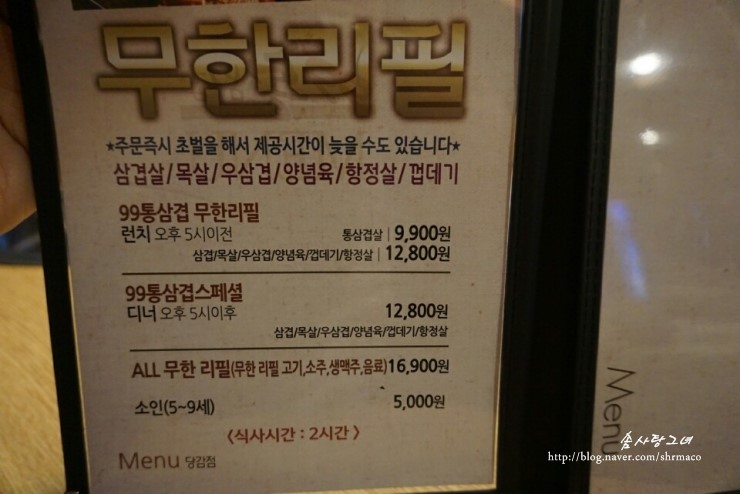 무한리필
★주문즉시 초벌을 해서 제공시간이 늦을 수도 있습니다★
삼겹살/목살/우삼겹/양념육/항정살/껍데기
99통삼겹 무한리필
런치 오후 5시이전 통삼겹살 | 9,900원
삼겹/목살/우삼겹/양념육/껍데기/항정살 | 12,800원
99통삼겹스페셜
디너 오후 5시이후 12,800원
삼겹/목살/우삼겹/양념육/껍데기/항정살
ALL 무한 리필(무한 리필 고기,소주,생맥주,음료) 16,900원
소인(5~9세) 5,000원
〈식사시간 : 2시간〉
Menu 당감점
Menu
솜사탕그녀
http://blog.naver.com/shrmaco